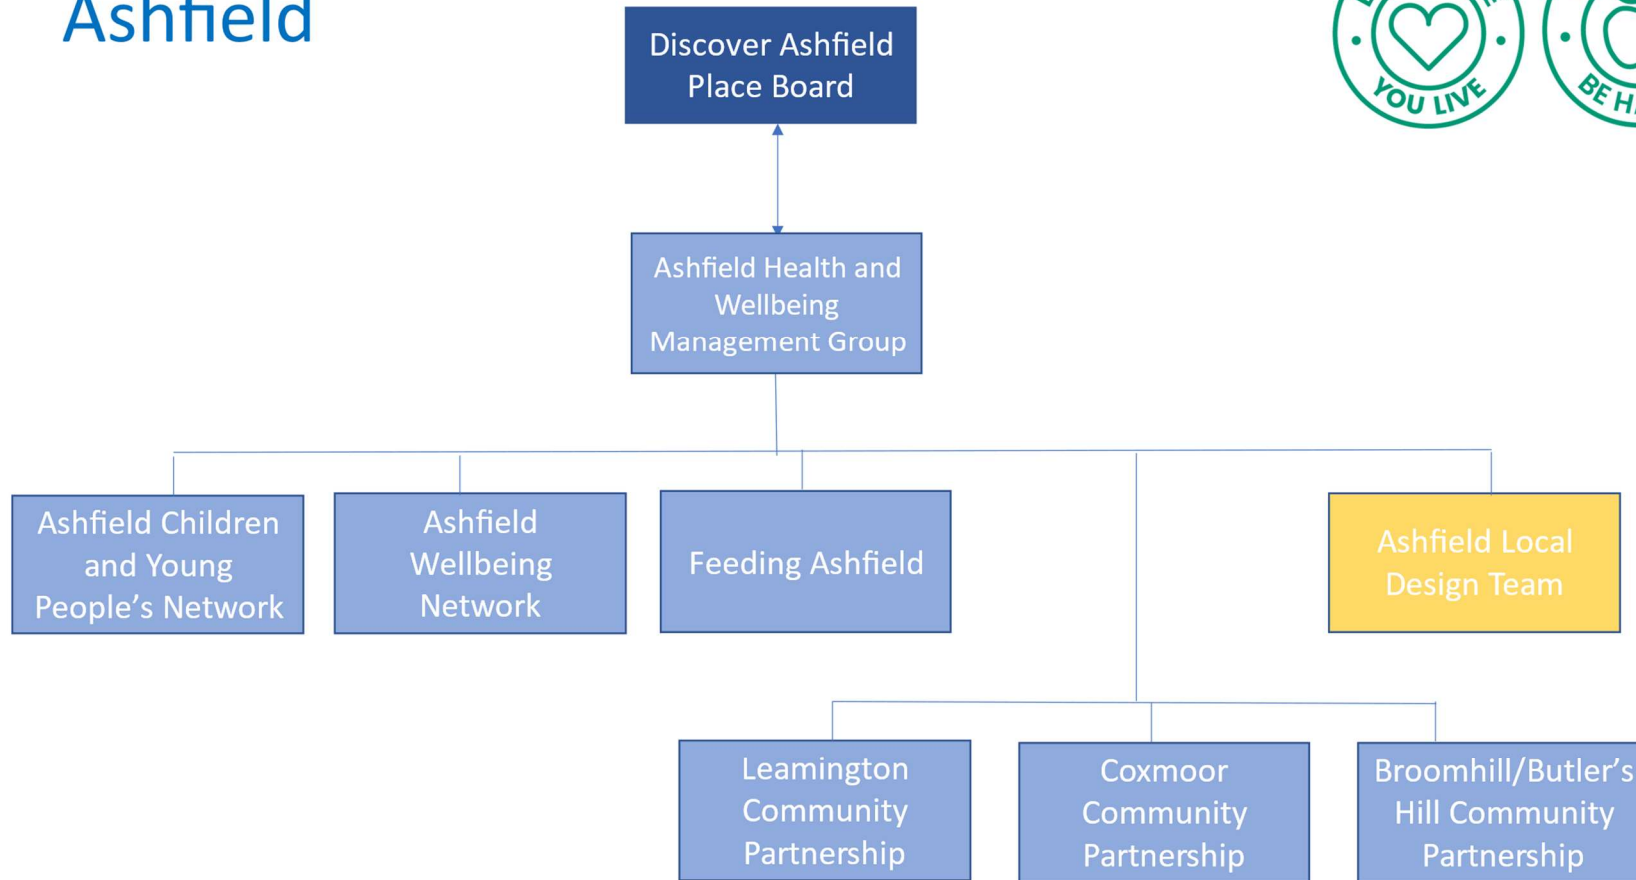 Ashfield
Discover Ashfield
Place Board
YOU LIVE
Ashfield Health and
Wellbeing
Management Group
Ashfield Children
and Young
People’s Network
Ashfield
Wellbeing
Network
Feeding Ashfield
Ashfield Local
Design Team
Leamington
Community
Partnership
Coxmoor
Community
Partnership
Broomhill/Butler’s
Hill Community
Partnership